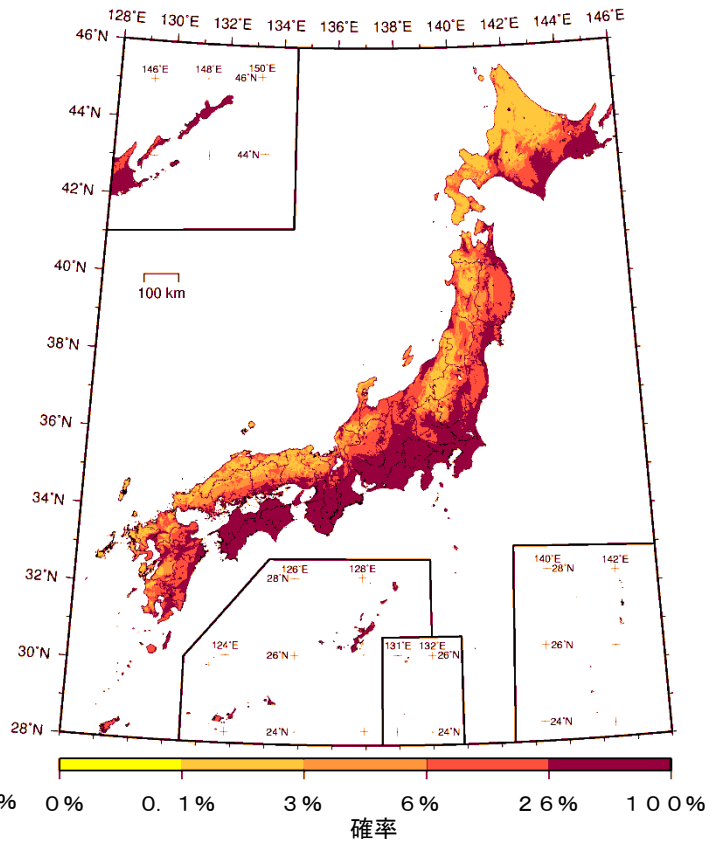 128°E 130°E 132°E 134°E 136°E 138°E 140°E 142°E 144°E 146°E
46°N
146°E 148°E 150°E
46°N
44°N
44°N
42°N
40°N
100 km
38°N
36°N
34°N
32°N
126°E 128°E
28°N
140°E 142°E
28°N
30°N
124°E
26°N
131°E 132°E
26°N
26°N
28°N
24°N
24°N
24°N
% 0% 0.1% 3% 6% 26% 100%
確率